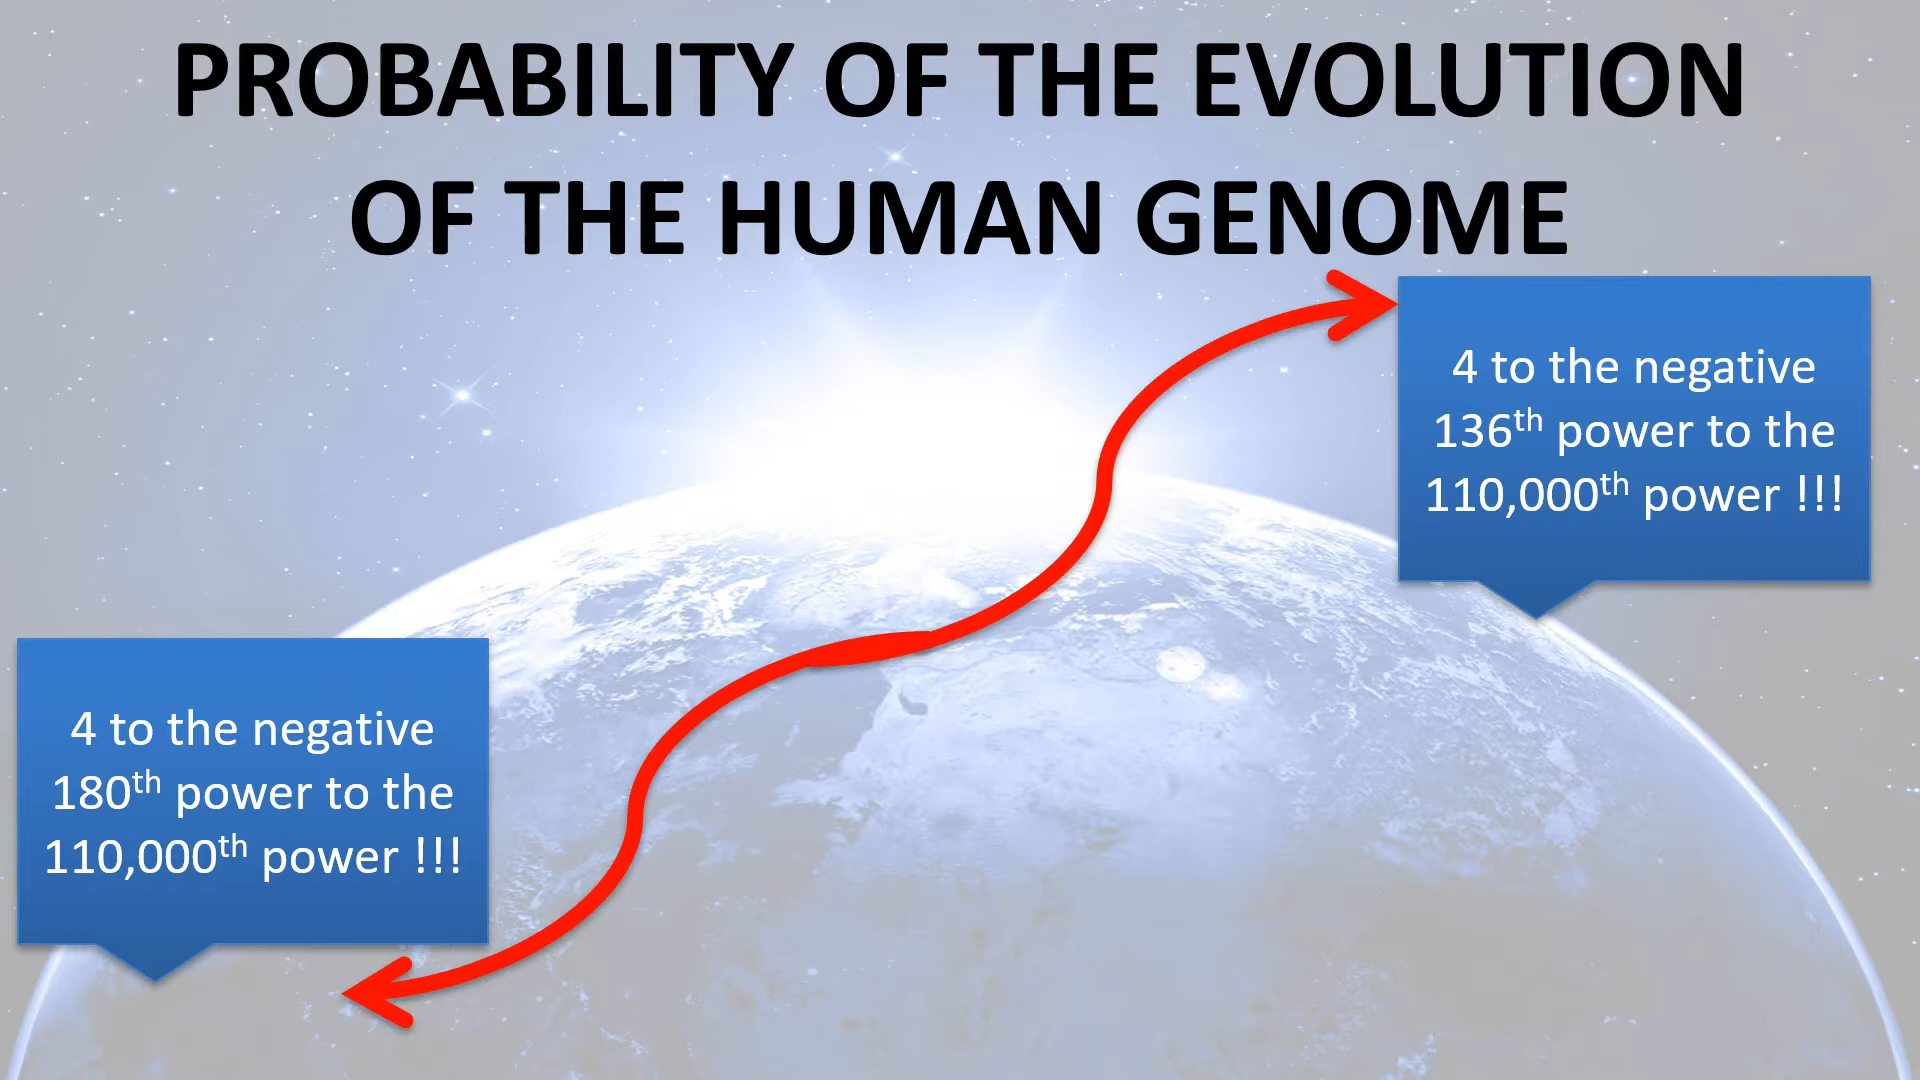 PROBABILITY OF THE EVOLUTION
OF THE HUMAN GENOME
4 to the negative
136th power to the
110,000th power !!!
4 to the negative
180th power to the
110,000th power !!!